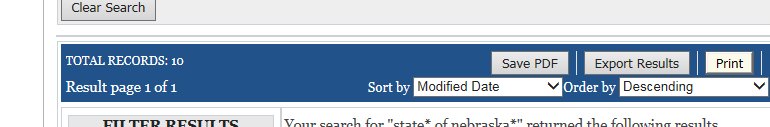 Clear Search
TOTAL RECORDS: 10 Save PDF Export Results Print
Result page 1 of 1 Sort by Modified Date Order by Descending
FILTER RESULTS Your search for "state* of nebraska*" returned the following results